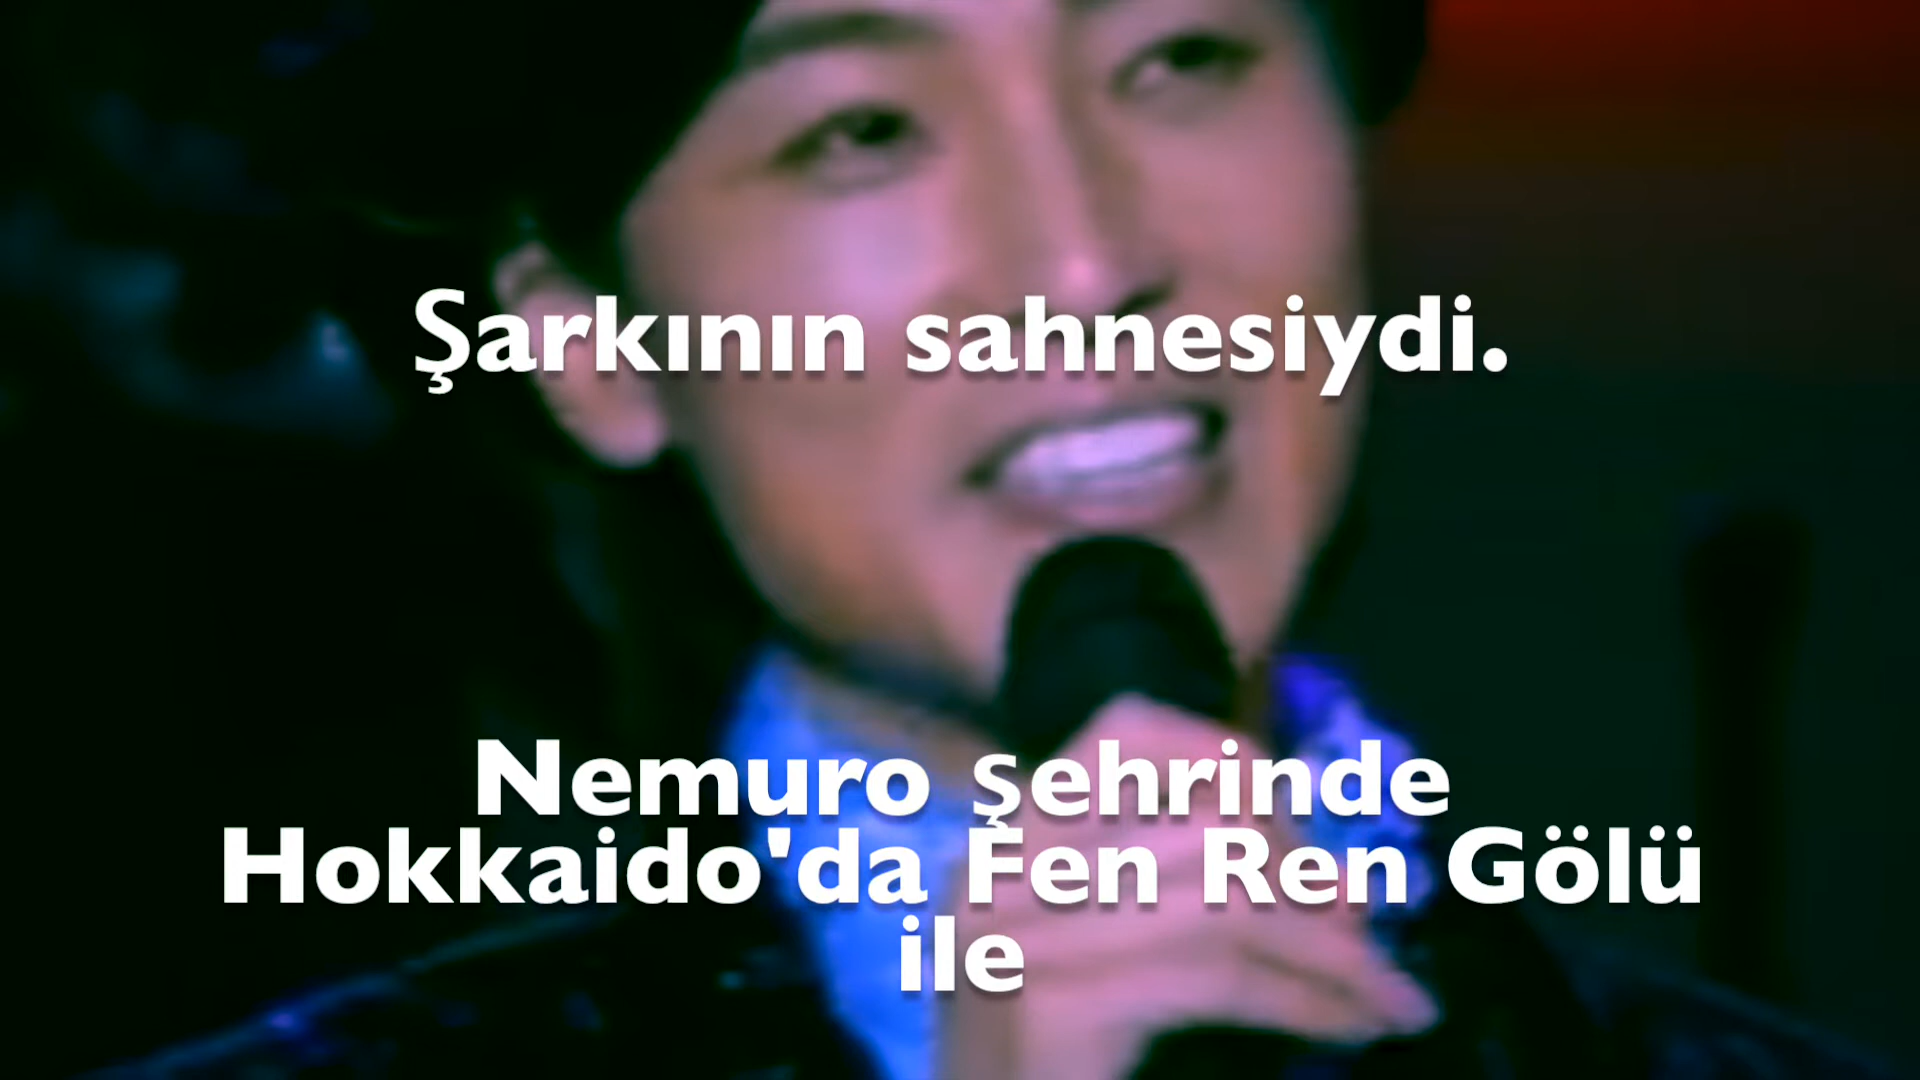 Şarkının sahnesiydi.
Nemuro şehrinde
Hokkaido'da Fen Ren Gölü
ile